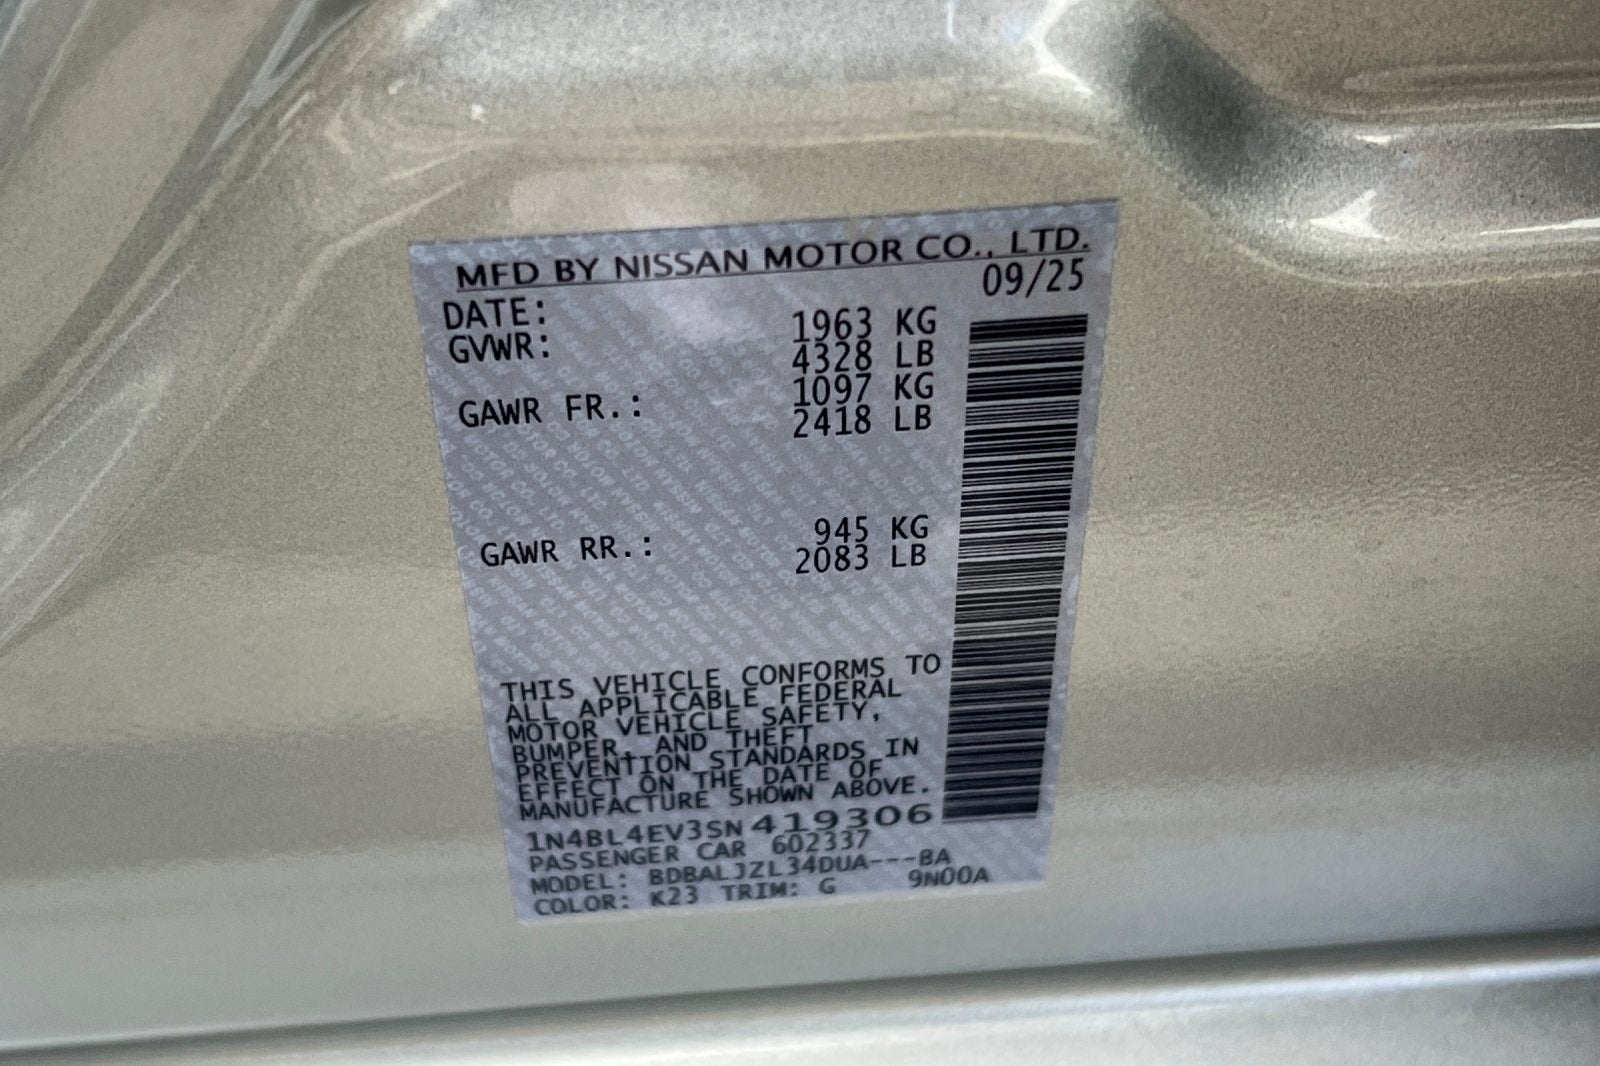 MFD BY NISSAN MOTOR CO., LTD.
DATE: 09/25
GVWR: 1963 KG
4328 LB
GAWR FR.: 1097 KG
2418 LB
GAWR RR.: 945 KG
2083 LB
THIS VEHICLE CONFORMS TO
ALL APPLICABLE FEDERAL
MOTOR VEHICLE SAFETY,
BUMPER, AND THEFT
PREVENTION STANDARDS IN
EFFECT ON THE DATE OF
MANUFACTURE SHOWN ABOVE.
1N4BL4EV3SN419306
PASSENGER CAR 602337
MODEL: BDBALJZL34DUA---BA
COLOR: K23 TRIM: G 9N00A